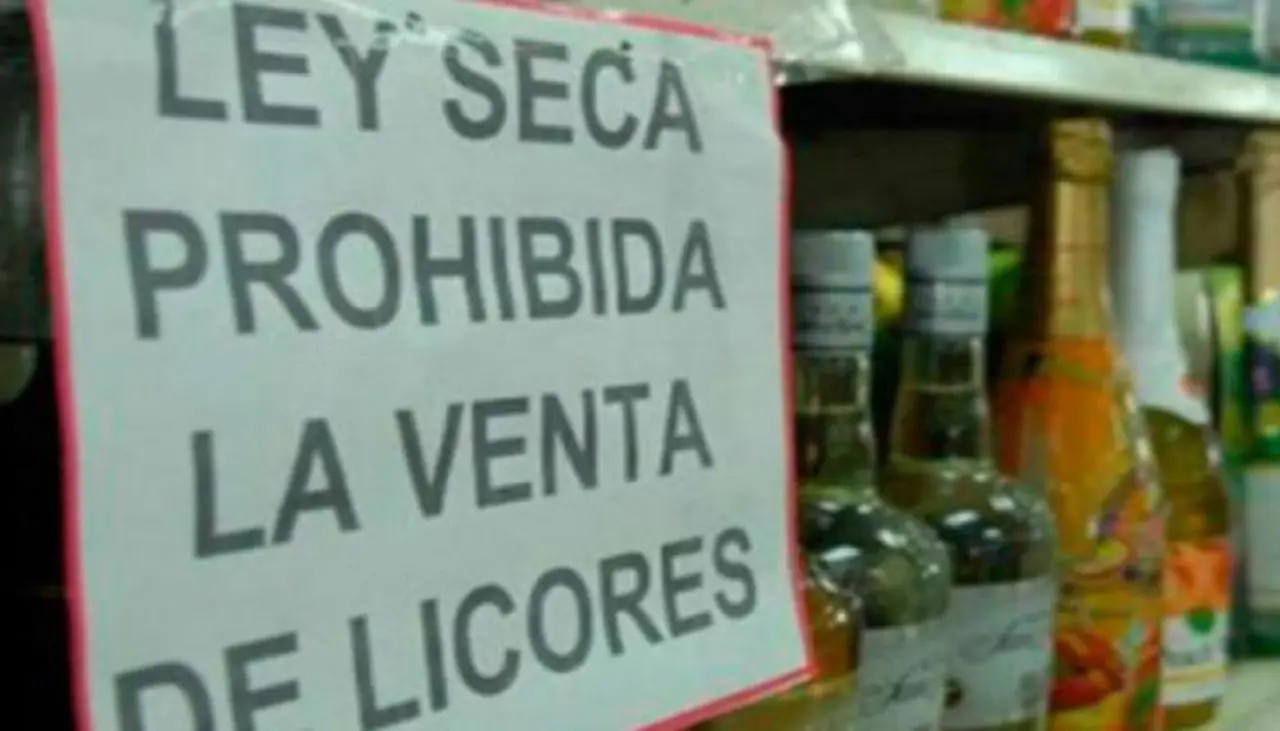 LEY SECA
PROHIBIDA
LA VENTA
DE LICORES